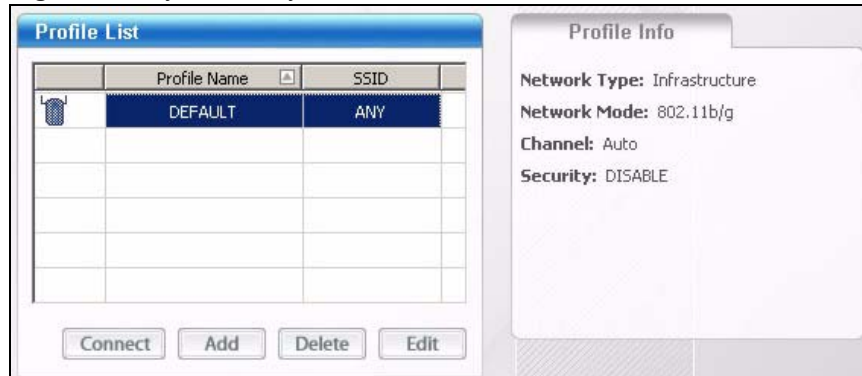 Profile List
Profile Name SSID
DEFAULT ANY
Connect Add Delete Edit
Profile Info
Network Type: Infrastructure
Network Mode: 802.11b/g
Channel: Auto
Security: DISABLE